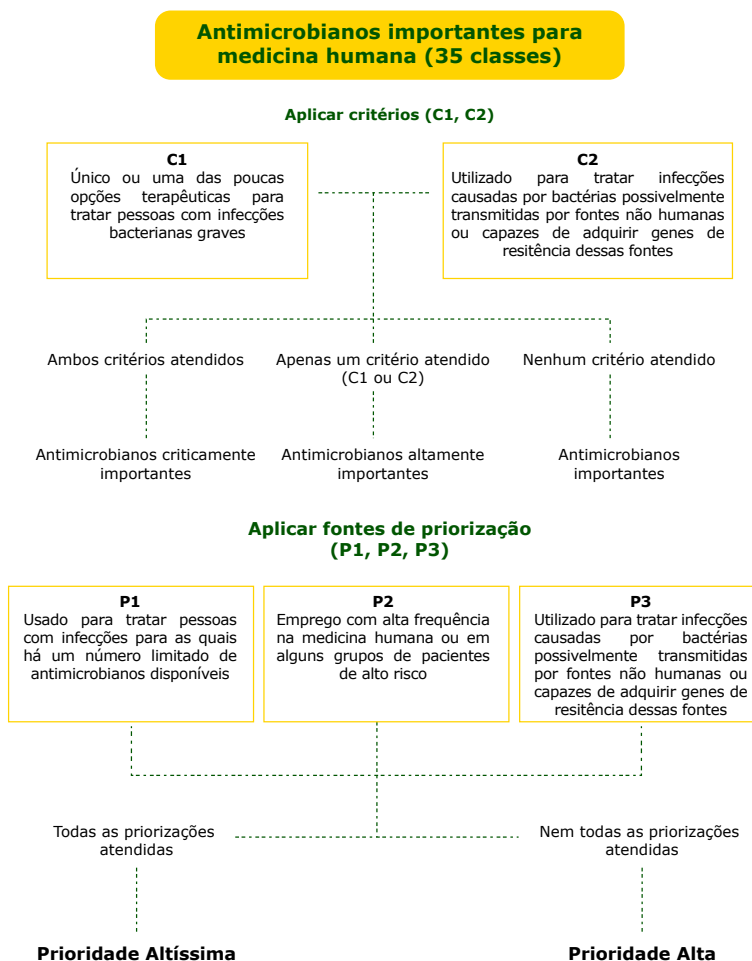 Antimicrobianos importantes para
medicina humana (35 classes)
Aplicar critérios (C1, C2)
C1
Único ou uma das poucas
opções terapêuticas para
tratar pessoas com infecções
bacterianas graves
C2
Utilizado para tratar infecções
causadas por bactérias possivelmente
transmitidas por fontes não humanas
ou capazes de adquirir genes de
resitência dessas fontes
Ambos critérios atendidos
Apenas um critério atendido
(C1 ou C2)
Nenhum critério atendido
Antimicrobianos criticamente
importantes
Antimicrobianos altamente
importantes
Antimicrobianos
importantes
Aplicar fontes de priorização
(P1, P2, P3)
P1
Usado para tratar pessoas
com infecções para as quais
há um número limitado de
antimicrobianos disponíveis
P2
Emprego com alta frequência
na medicina humana ou em
alguns grupos de pacientes
de alto risco
P3
Utilizado para tratar infecções
causadas por bactérias
possivelmente transmitidas
por fontes não humanas ou
capazes de adquirir genes de
resitência dessas fontes
Todas as priorizações
atendidas
Nem todas as priorizações
atendidas
Prioridade Altíssima
Prioridade Alta